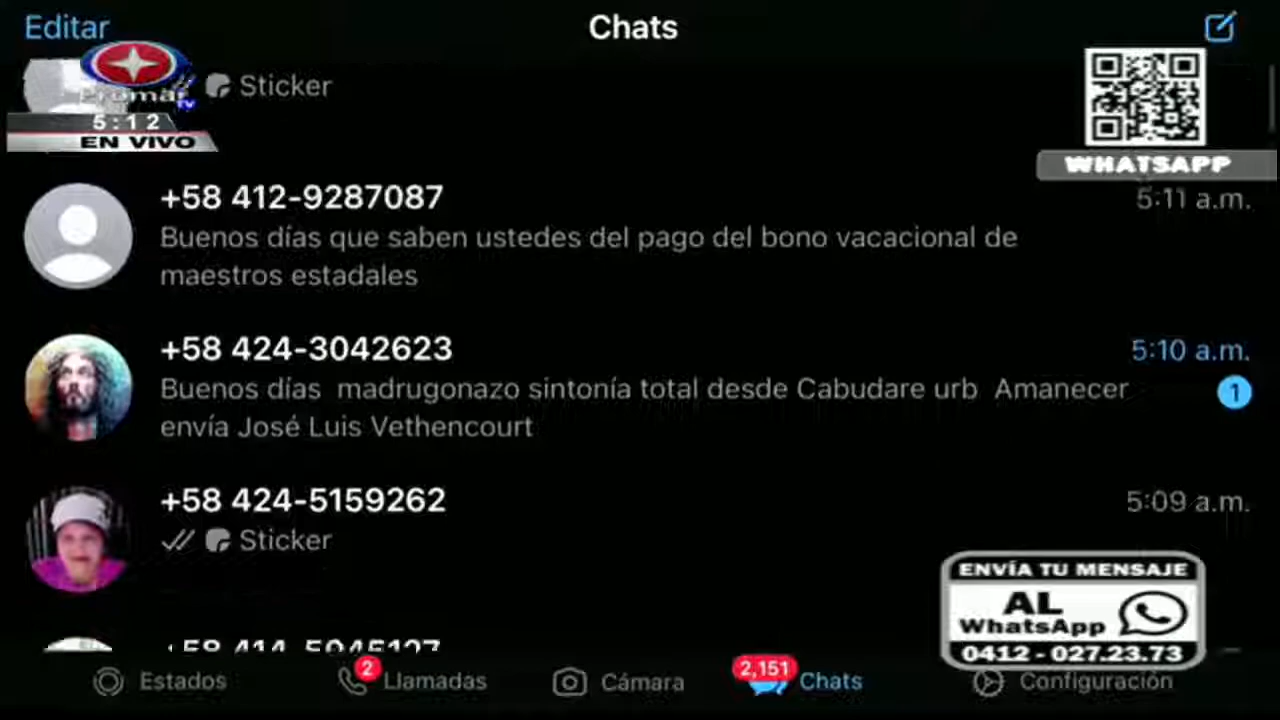 Editar
Chats
Sticker
Promar
TV
5:12
EN VIVO
WHATSAPP
+58 412-9287087
5:11 a.m.
Buenos días que saben ustedes del pago del bono vacacional de
maestros estadales
+58 424-3042623
5:10 a.m.
Buenos días madrugonazo sintonía total desde Cabudare urb Amanecer
1
envía José Luis Vethencourt
+58 424-5159262
5:09 a.m.
Sticker
ENVÍA TU MENSAJE
AL
WhatsApp
0412 - 027.23.73
Estados
2
Llamadas
Cámara
2,151
Chats
Configuración